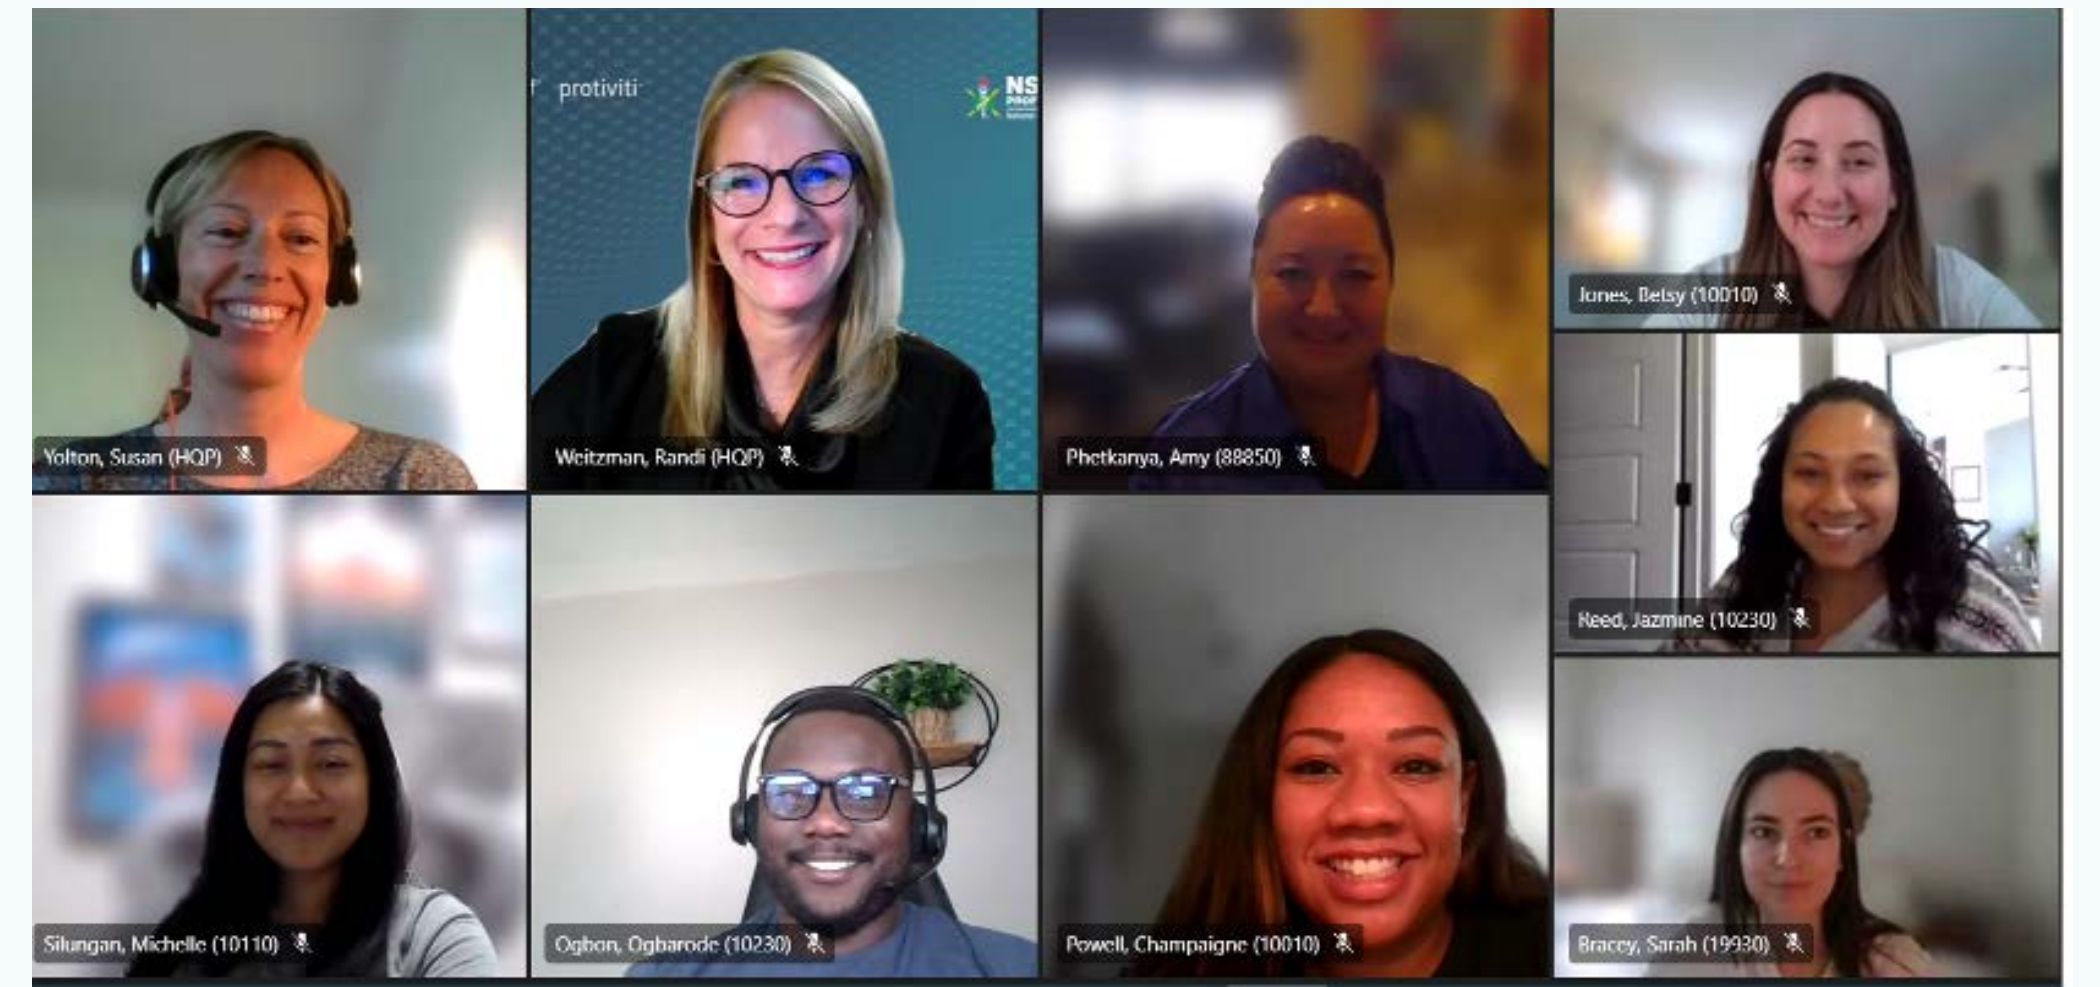 f protiviti
NS
PROF
Yolton, Susan (HQP)
Weitzman, Randi (HQP)
Phetkanya, Amy (88850)
Jones, Betsy (10010)
Reed, Jazmine (10230)
Silungan, Michelle (10110)
Ogbon, Ogbarode (10230)
Powell, Champaigne (10010)
Bracey, Sarah (19930)